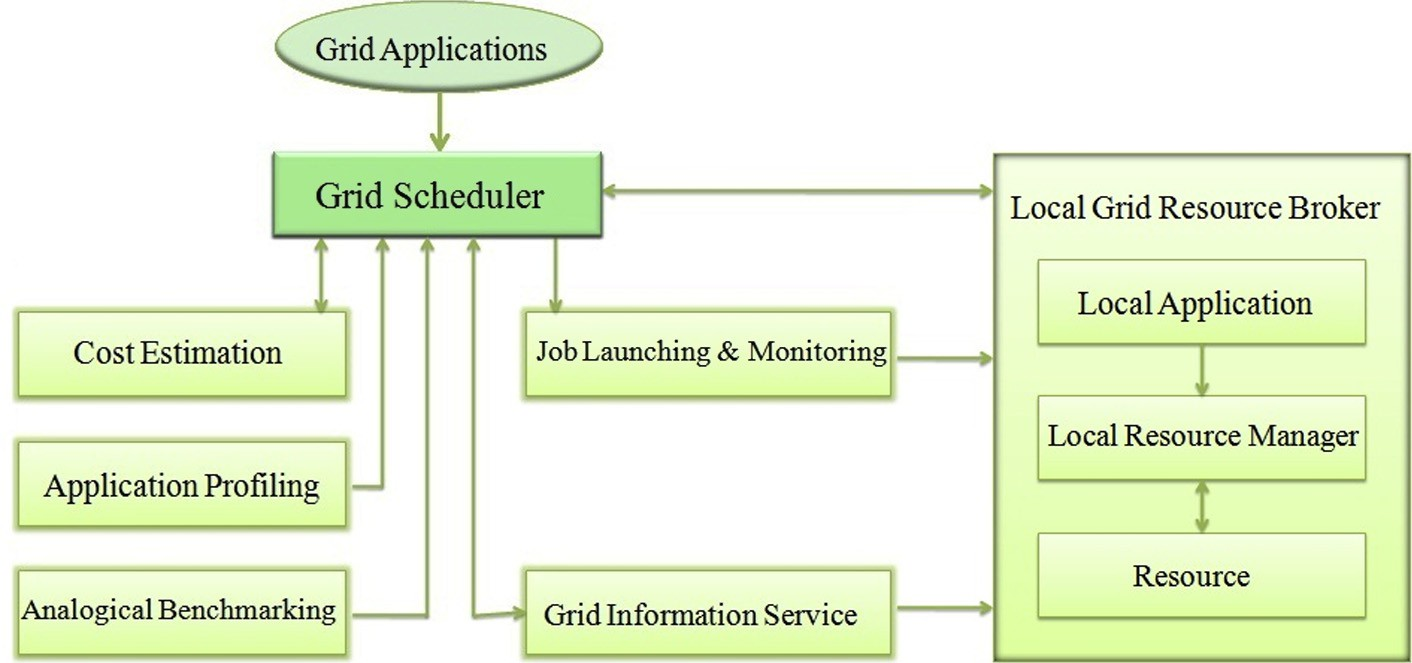 Grid Applications
Grid Scheduler
Local Grid Resource Broker
Local Application
Cost Estimation
Job Launching & Monitoring
Local Resource Manager
Application Profiling
Resource
Analogical Benchmarking
Grid Information Service